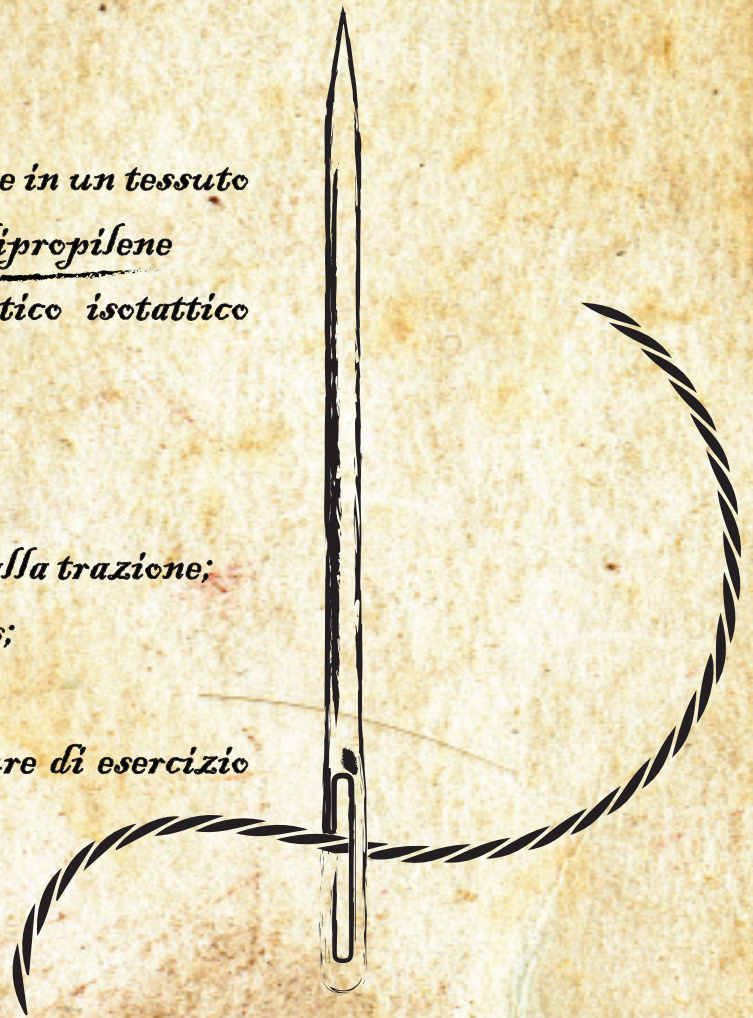 e in un tessuto
ipropilene
tico isotattico
lla trazione;
s;
re di esercizio